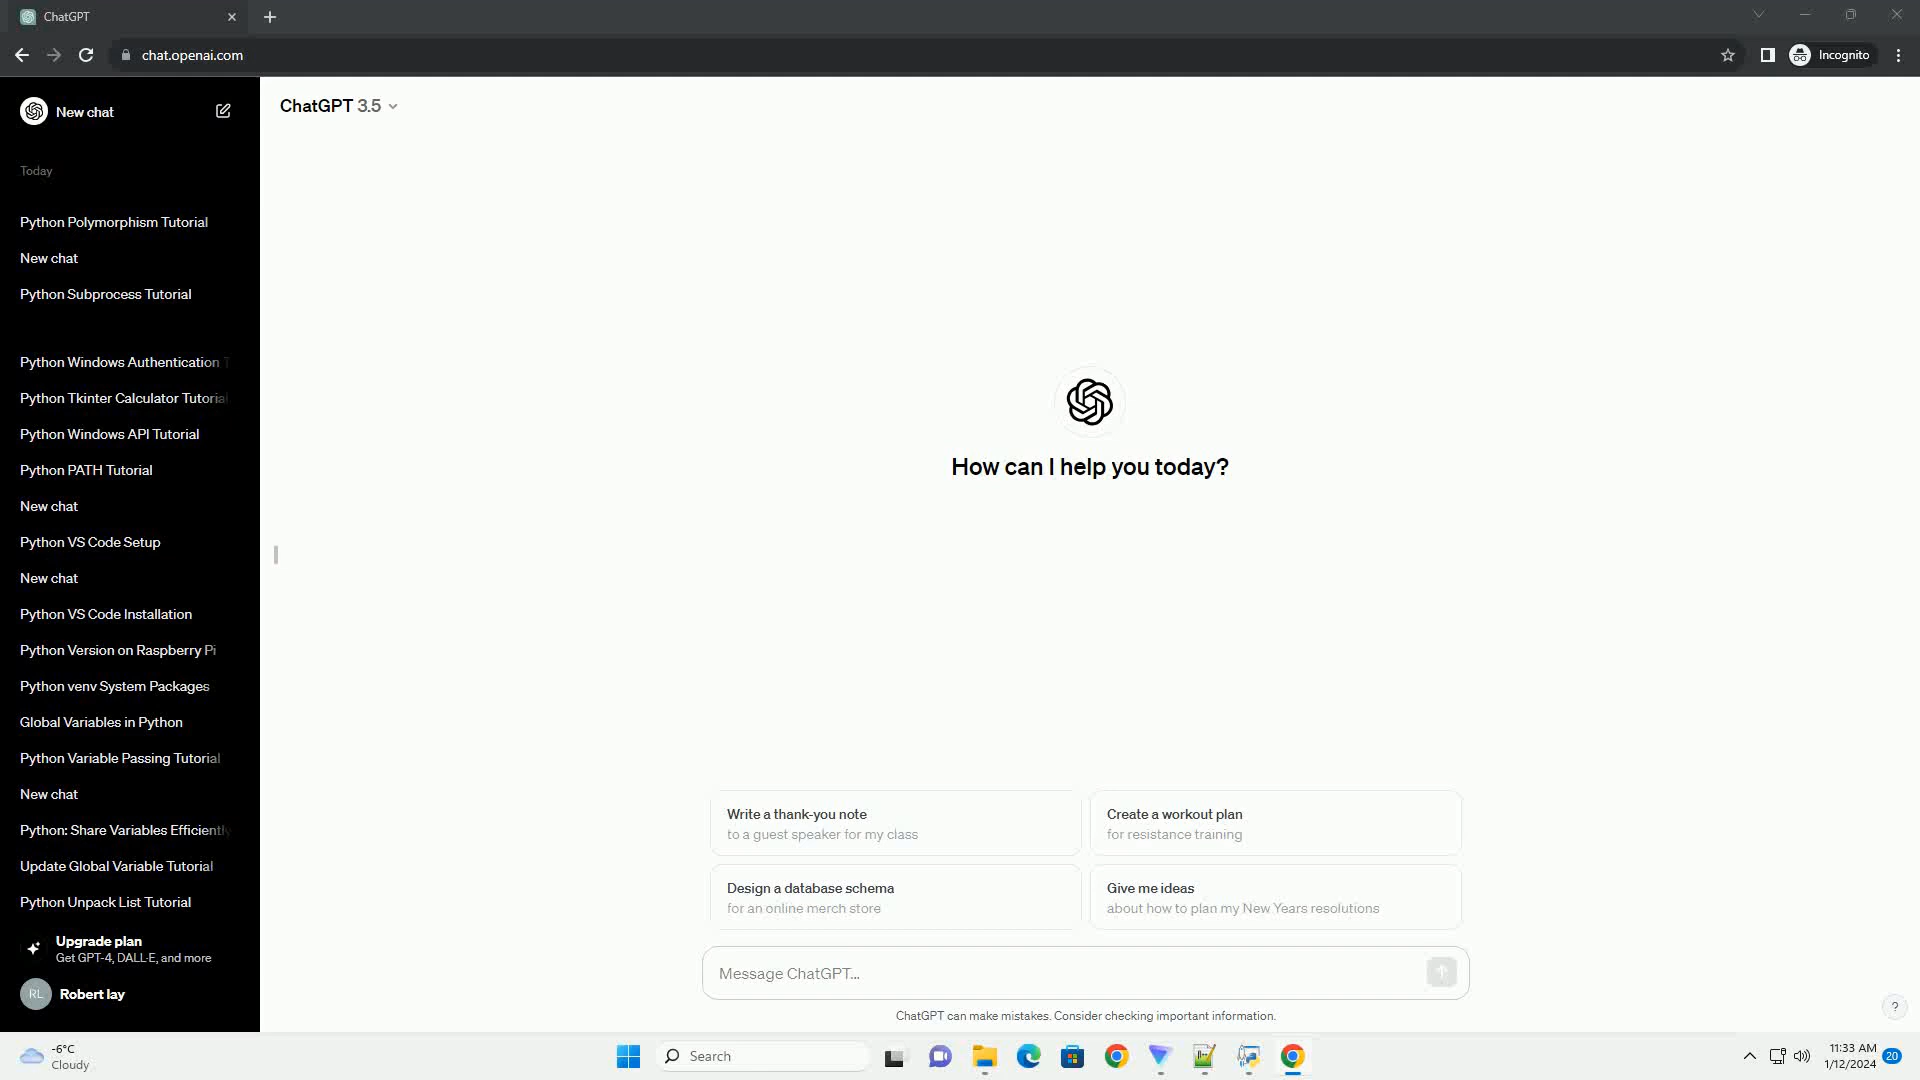 ChatGPT
chat.openai.com
Incognito
New chat
ChatGPT 3.5
Today
Python Polymorphism Tutorial
New chat
Python Subprocess Tutorial
Python Windows Authentication T
Python Tkinter Calculator Tutorial
Python Windows API Tutorial
Python PATH Tutorial
New chat
Python VS Code Setup
New chat
Python VS Code Installation
Python Version on Raspberry Pi
Python venv System Packages
Global Variables in Python
Python Variable Passing Tutorial
New chat
Python: Share Variables Efficiently
Update Global Variable Tutorial
Python Unpack List Tutorial
Upgrade plan
Get GPT-4, DALL·E, and more
RL
Robert lay
How can I help you today?
Write a thank-you note
to a guest speaker for my class
Create a workout plan
for resistance training
Design a database schema
for an online merch store
Give me ideas
about how to plan my New Years resolutions
Message ChatGPT…
ChatGPT can make mistakes. Consider checking important information.
?
-6°C
Cloudy
Search
11:33 AM
1/12/2024
20